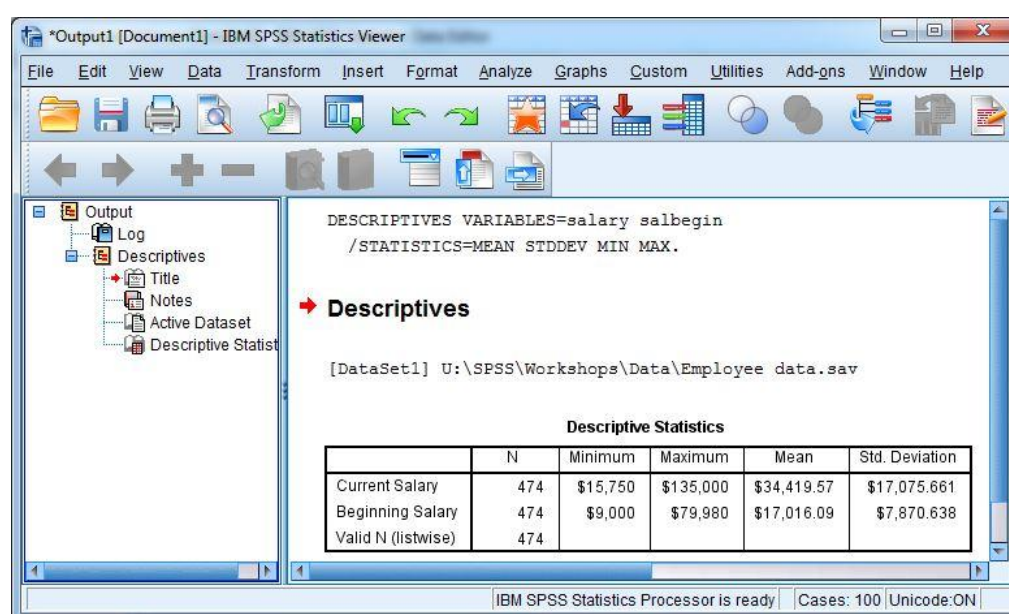 *Output1 [Document1] - IBM SPSS Statistics Viewer
File Edit View Data Transform Insert Format Analyze Graphs Custom Utilities Add-ons Window Help
Output
Log
Descriptives
Title
Notes
Active Dataset
Descriptive Statist
DESCRIPTIVES VARIABLES=salary salbegin
/STATISTICS=MEAN STDDEV MIN MAX.
Descriptives
[DataSet1] U:\SPSS\Workshops\Data\Employee data.sav
Descriptive Statistics
N Minimum Maximum Mean Std. Deviation
Current Salary 474 $15,750 $135,000 $34,419.57 $17,075.661
Beginning Salary 474 $9,000 $79,980 $17,016.09 $7,870.638
Valid N (listwise) 474
IBM SPSS Statistics Processor is ready Cases: 100 Unicode:ON